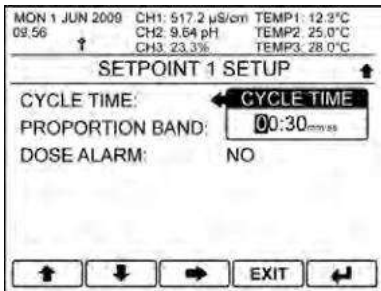 MON 1 JUN 2009 CH1: 517.2 µS/cm TEMP1: 12.3°C
09:56 CH2: 9.64 pH TEMP2: 25.0°C
CH3: 23.3% TEMP3: 28.0°C
SETPOINT 1 SETUP
CYCLE TIME: CYCLE TIME
PROPORTION BAND: 00:30mm:ss
DOSE ALARM: NO
EXIT